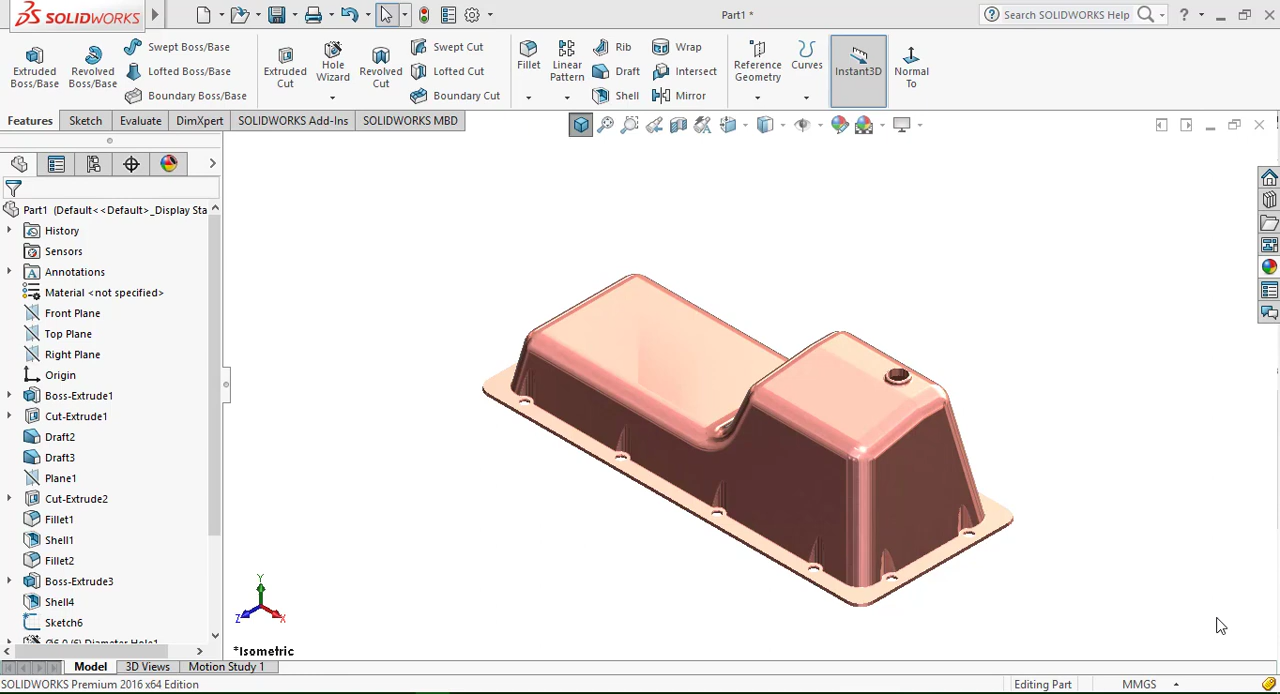 SOLIDWORKS
Part1 *
Search SOLIDWORKS Help
Extruded Boss/Base
Revolved Boss/Base
Swept Boss/Base
Lofted Boss/Base
Boundary Boss/Base
Extruded Cut
Hole Wizard
Revolved Cut
Swept Cut
Lofted Cut
Boundary Cut
Fillet
Linear Pattern
Rib
Draft
Shell
Wrap
Intersect
Mirror
Reference Geometry
Curves
Instant3D
Normal To
Features
Sketch
Evaluate
DimXpert
SOLIDWORKS Add-Ins
SOLIDWORKS MBD
Part1 (Default<<Default>_Display Sta
History
Sensors
Annotations
Material <not specified>
Front Plane
Top Plane
Right Plane
Origin
Boss-Extrude1
Cut-Extrude1
Draft2
Draft3
Plane1
Cut-Extrude2
Fillet1
Shell1
Fillet2
Boss-Extrude3
Shell4
Sketch6
Ø6.0 (6) Diameter Hole1
Y
Z
X
*Isometric
Model
3D Views
Motion Study 1
SOLIDWORKS Premium 2016 x64 Edition
Editing Part
MMGS